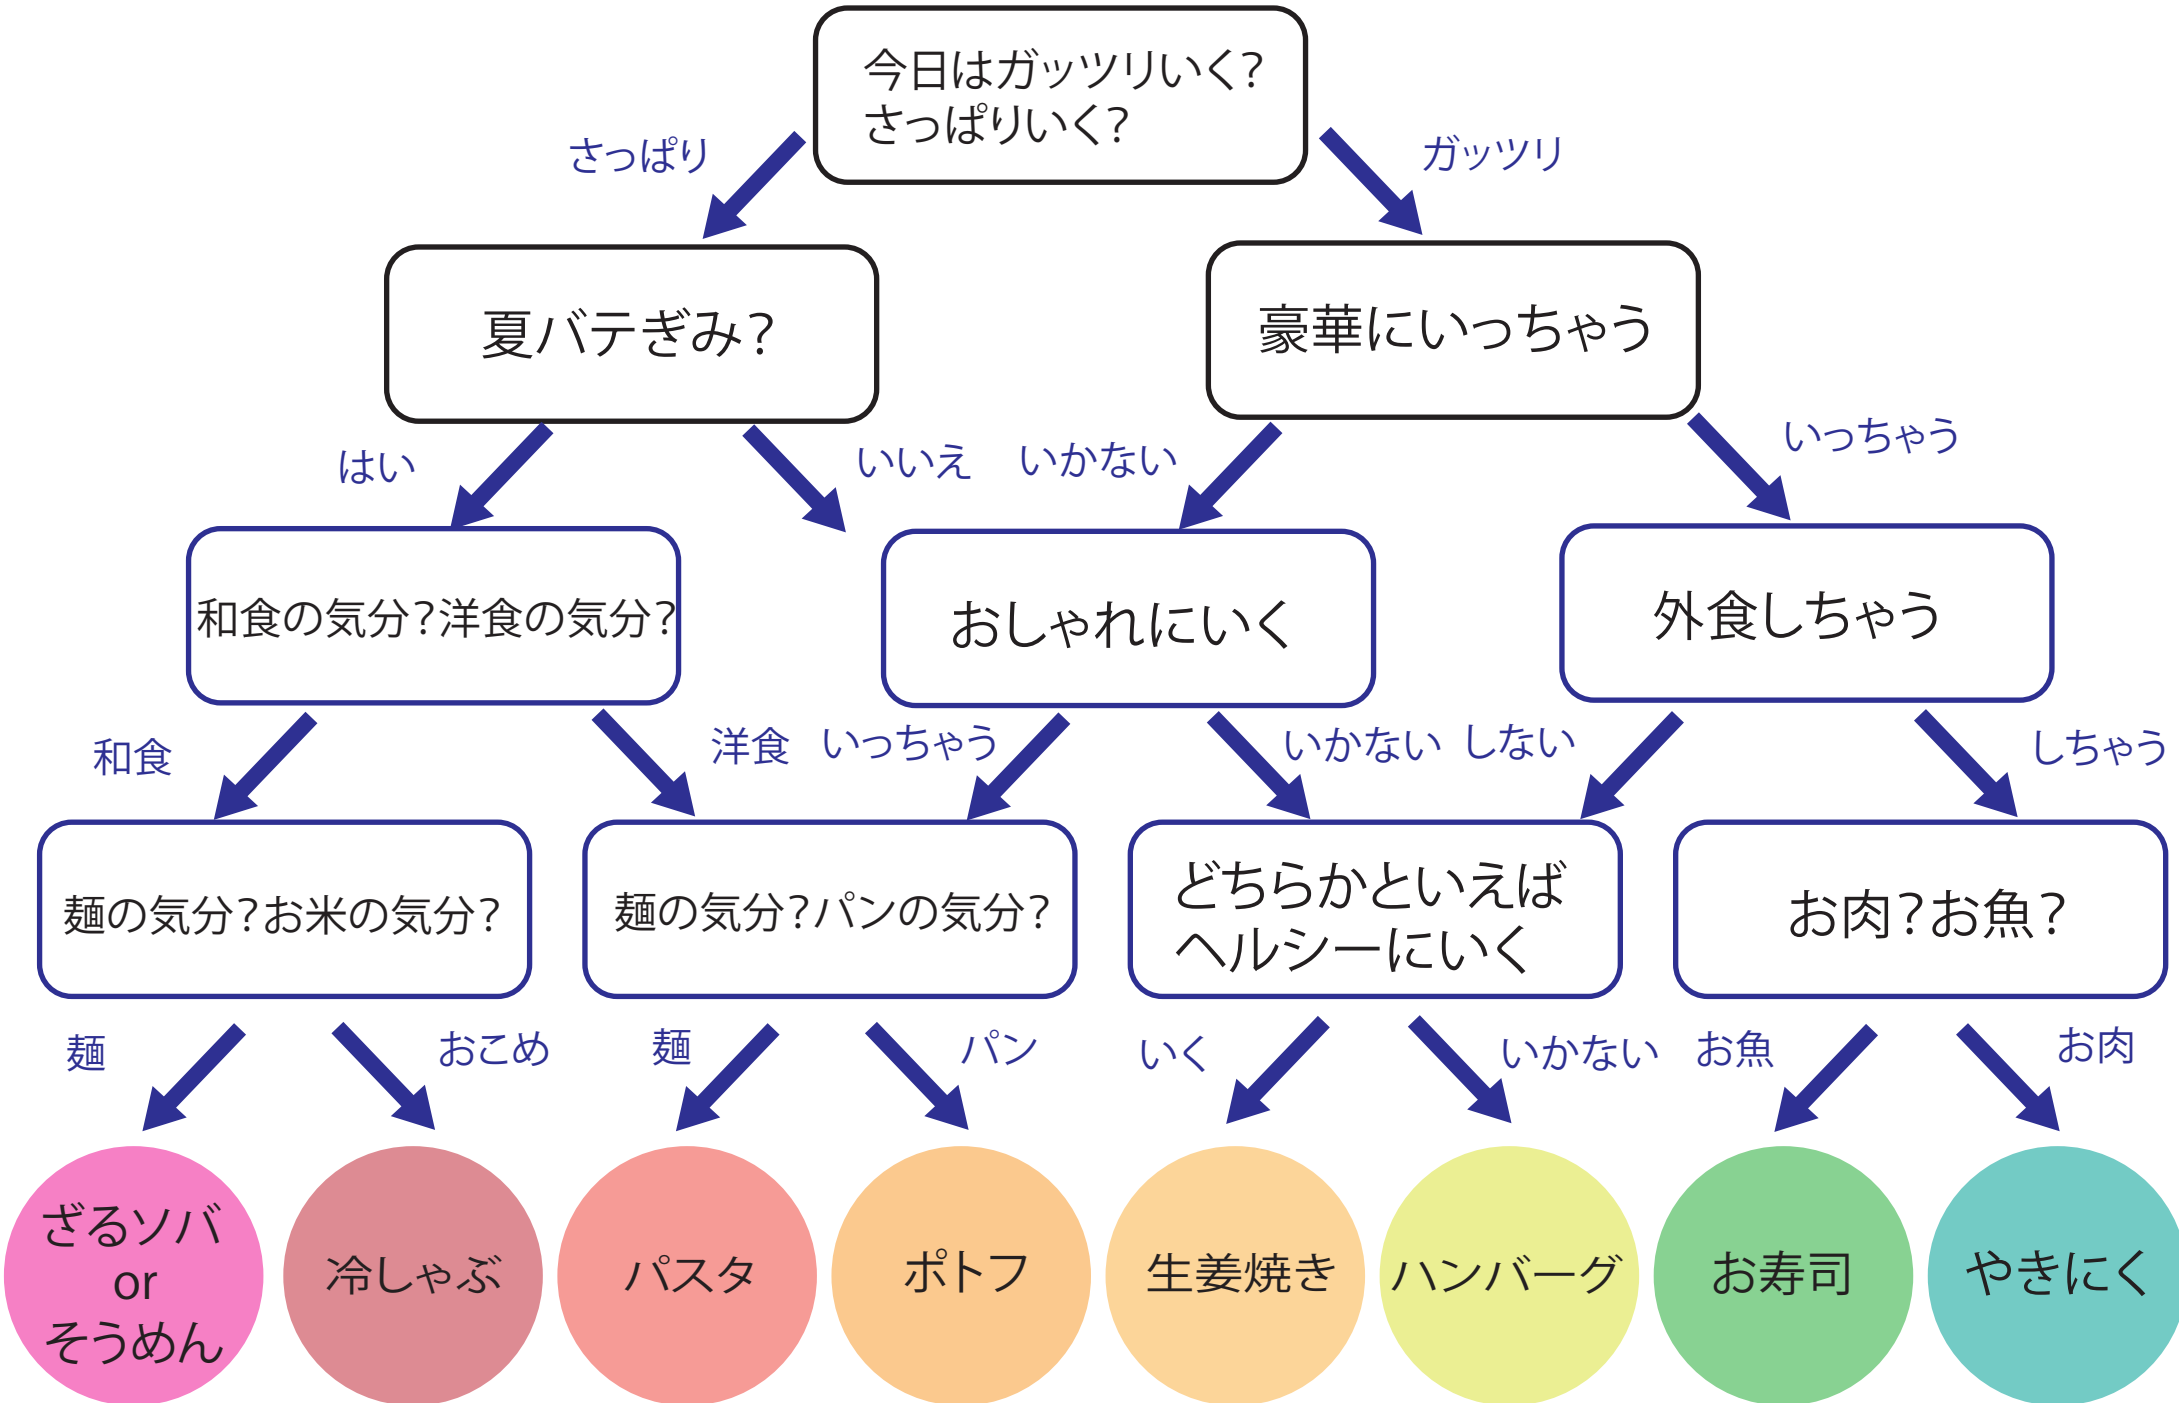 今日はガッツリいく?
さっぱりいく?
さっぱり
ガッツリ
夏バテぎみ?
豪華にいっちゃう
はい
いいえ
いかない
いっちゃう
和食の気分?洋食の気分?
おしゃれにいく
外食しちゃう
和食
洋食
いっちゃう
いかない
しない
しちゃう
麺の気分?お米の気分?
麺の気分?パンの気分?
どちらかといえば
ヘルシーにいく
お肉?お魚?
麺
おこめ
麺
パン
いく
いかない
お魚
お肉
ざるソバ
or
そうめん
冷しゃぶ
パスタ
ポトフ
生姜焼き
ハンバーグ
お寿司
やきにく